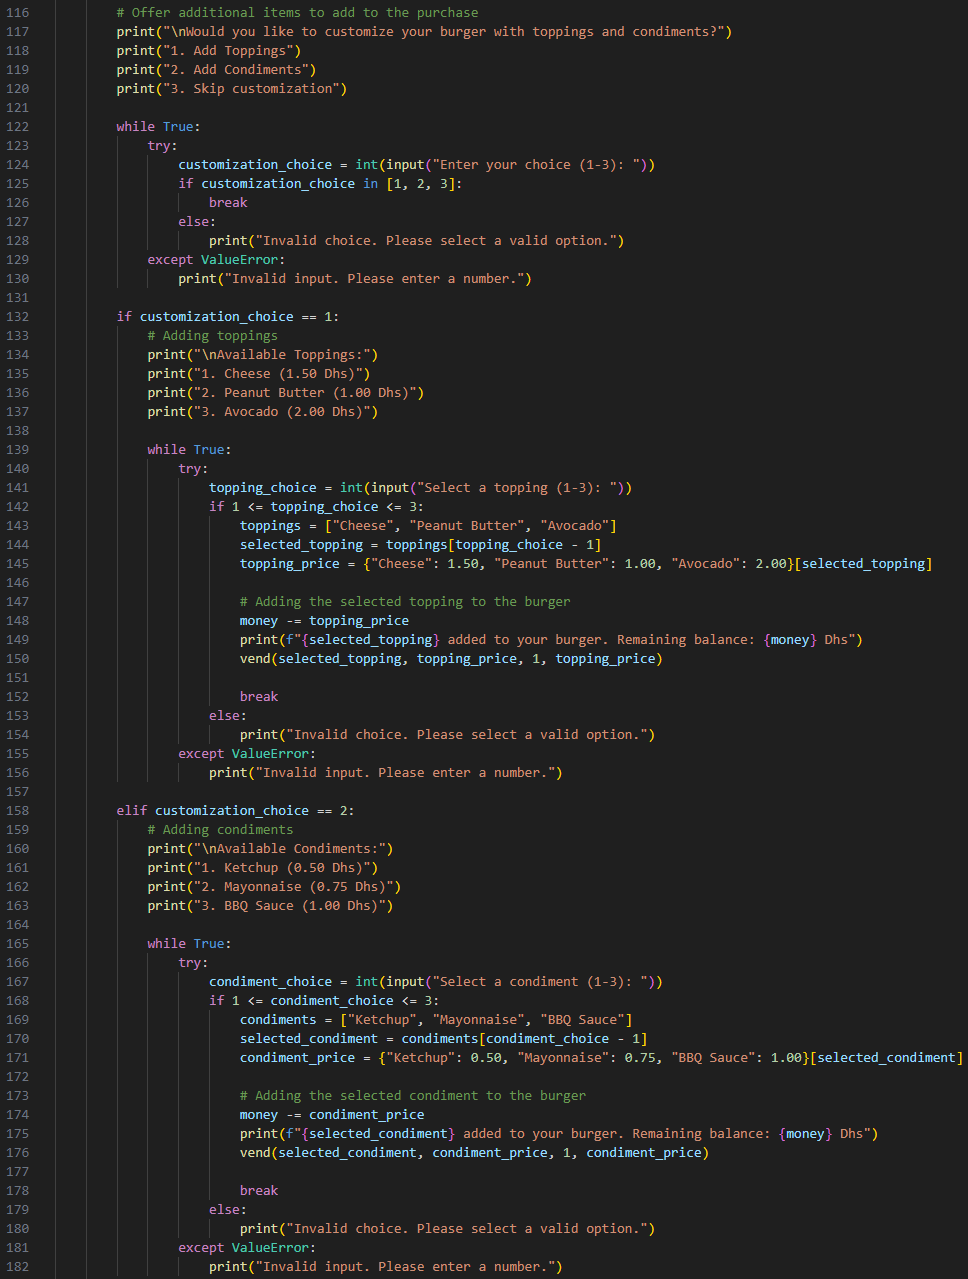 116 # Offer additional items to add to the purchase
117 print("\nWould you like to customize your burger with toppings and condiments?")
118 print("1. Add Toppings")
119 print("2. Add Condiments")
120 print("3. Skip customization")
121
122 while True:
123 try:
124 customization_choice = int(input("Enter your choice (1-3): "))
125 if customization_choice in [1, 2, 3]:
126 break
127 else:
128 print("Invalid choice. Please select a valid option.")
129 except ValueError:
130 print("Invalid input. Please enter a number.")
131
132 if customization_choice == 1:
133 # Adding toppings
134 print("\nAvailable Toppings:")
135 print("1. Cheese (1.50 Dhs)")
136 print("2. Peanut Butter (1.00 Dhs)")
137 print("3. Avocado (2.00 Dhs)")
138
139 while True:
140 try:
141 topping_choice = int(input("Select a topping (1-3): "))
142 if 1 <= topping_choice <= 3:
143 toppings = ["Cheese", "Peanut Butter", "Avocado"]
144 selected_topping = toppings[topping_choice - 1]
145 topping_price = {"Cheese": 1.50, "Peanut Butter": 1.00, "Avocado": 2.00}[selected_topping]
146
147 # Adding the selected topping to the burger
148 money -= topping_price
149 print(f"{selected_topping} added to your burger. Remaining balance: {money} Dhs")
150 vend(selected_topping, topping_price, 1, topping_price)
151
152 break
153 else:
154 print("Invalid choice. Please select a valid option.")
155 except ValueError:
156 print("Invalid input. Please enter a number.")
157
158 elif customization_choice == 2:
159 # Adding condiments
160 print("\nAvailable Condiments:")
161 print("1. Ketchup (0.50 Dhs)")
162 print("2. Mayonnaise (0.75 Dhs)")
163 print("3. BBQ Sauce (1.00 Dhs)")
164
165 while True:
166 try:
167 condiment_choice = int(input("Select a condiment (1-3): "))
168 if 1 <= condiment_choice <= 3:
169 condiments = ["Ketchup", "Mayonnaise", "BBQ Sauce"]
170 selected_condiment = condiments[condiment_choice - 1]
171 condiment_price = {"Ketchup": 0.50, "Mayonnaise": 0.75, "BBQ Sauce": 1.00}[selected_condiment]
172
173 # Adding the selected condiment to the burger
174 money -= condiment_price
175 print(f"{selected_condiment} added to your burger. Remaining balance: {money} Dhs")
176 vend(selected_condiment, condiment_price, 1, condiment_price)
177
178 break
179 else:
180 print("Invalid choice. Please select a valid option.")
181 except ValueError:
182 print("Invalid input. Please enter a number.")